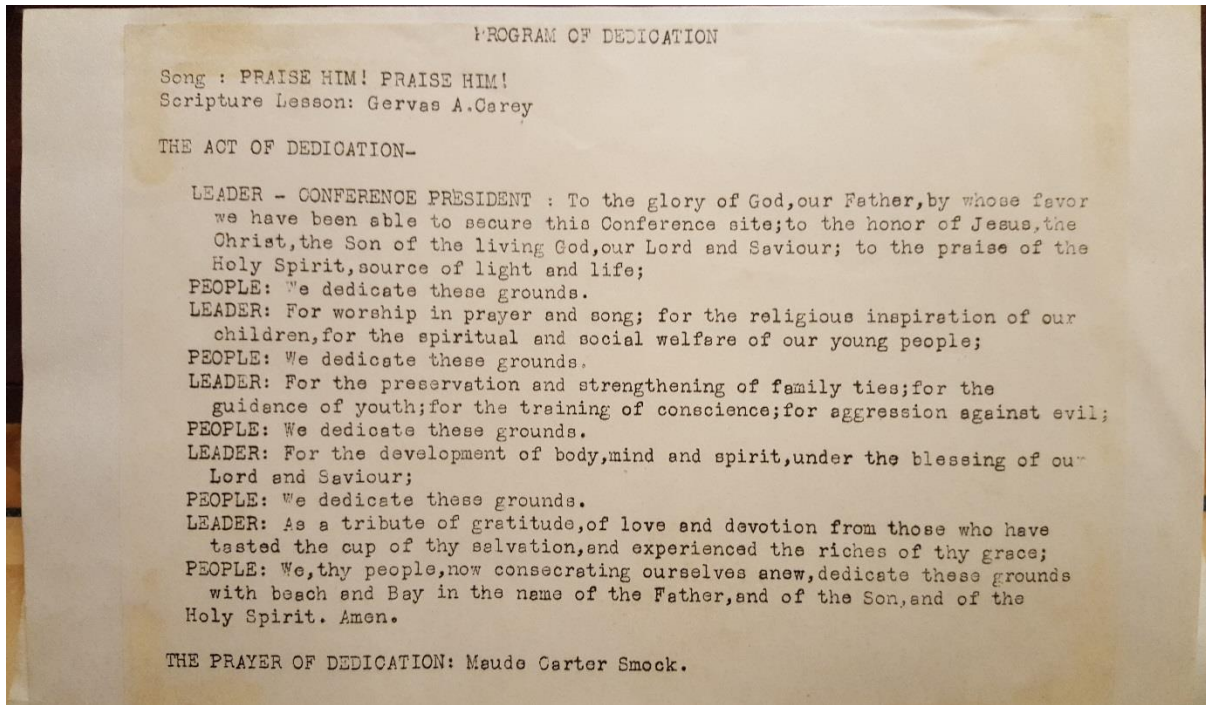 PROGRAM OF DEDICATION
Song : PRAISE HIM! PRAISE HIM!
Scripture Lesson: Gervas A.Carey
THE ACT OF DEDICATION-
LEADER - CONFERENCE PRESIDENT : To the glory of God,our Father,by whose favor
we have been able to secure this Conference site;to the honor of Jesus,the
Christ,the Son of the living God,our Lord and Saviour; to the praise of the
Holy Spirit,source of light and life;
PEOPLE: We dedicate these grounds.
LEADER: For worship in prayer and song; for the religious inspiration of our
children,for the spiritual and social welfare of our young people;
PEOPLE: We dedicate these grounds.
LEADER: For the preservation and strengthening of family ties;for the
guidance of youth;for the training of conscience;for aggression against evil;
PEOPLE: We dedicate these grounds.
LEADER: For the development of body,mind and spirit,under the blessing of our
Lord and Saviour;
PEOPLE: We dedicate these grounds.
LEADER: As a tribute of gratitude,of love and devotion from those who have
tasted the cup of thy salvation,and experienced the riches of thy grace;
PEOPLE: We,thy people,now consecrating ourselves anew,dedicate these grounds
with beach and Bay in the name of the Father,and of the Son,and of the
Holy Spirit. Amen.
THE PRAYER OF DEDICATION: Maude Carter Smock.